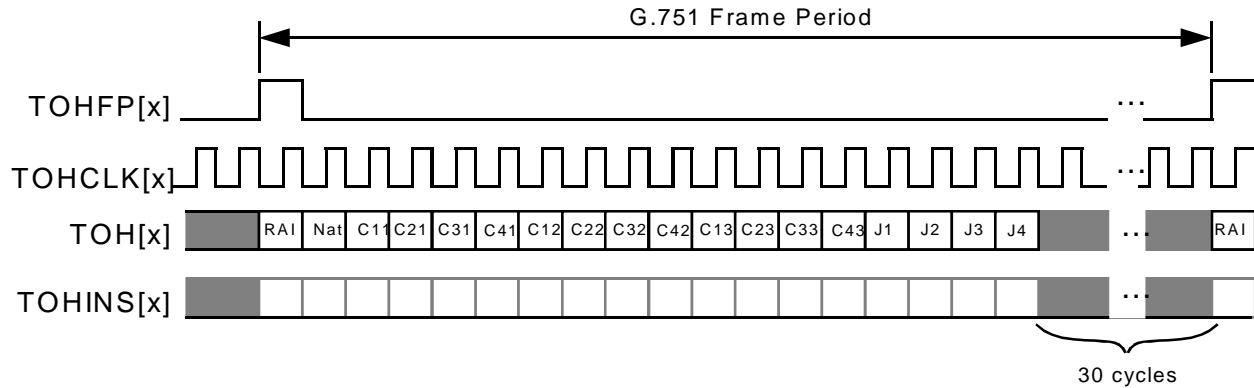 G.751 Frame Period
TOHFP[x]
...
TOHCLK[x]
...
TOH[x]
RAI Nat C11 C21 C31 C41 C12 C22 C32 C42 C13 C23 C33 C43 J1 J2 J3 J4 ... RAI
TOHINS[x]
...
30 cycles